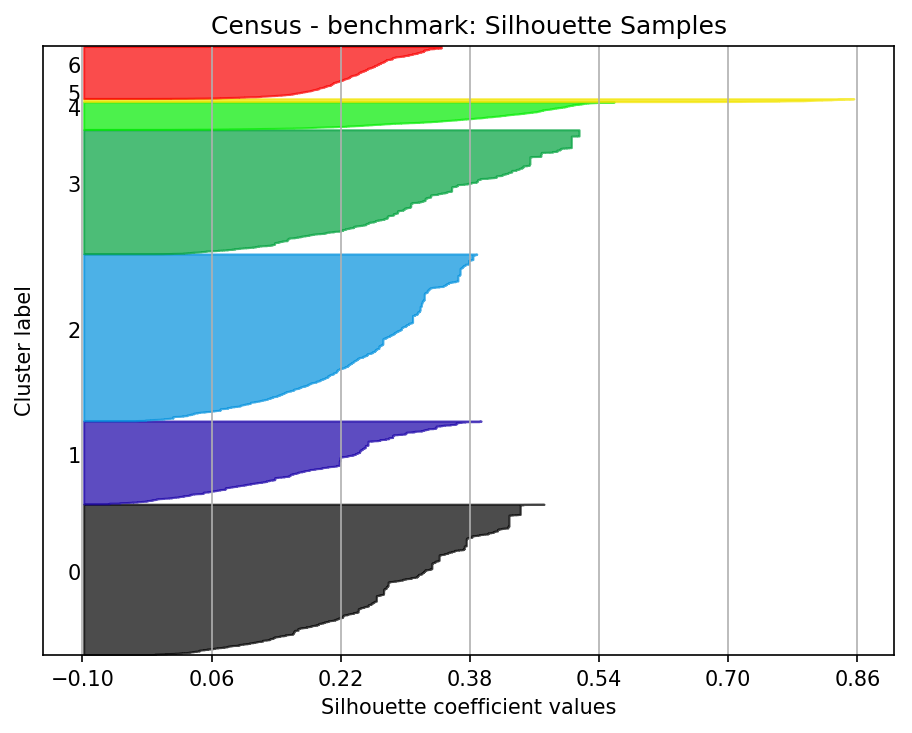 Census - benchmark: Silhouette Samples
6
5
4
3
2
1
0
Cluster label
−0.10 0.06 0.22 0.38 0.54 0.70 0.86
Silhouette coefficient values